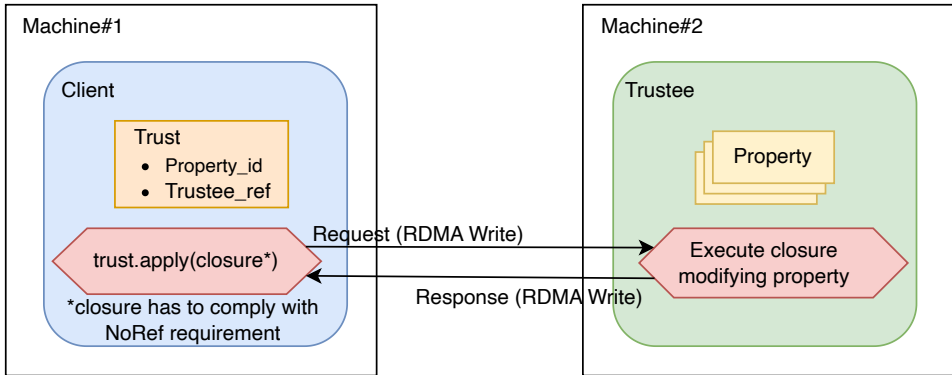 Machine#1
Client
Trust
• Property_id
• Trustee_ref
trust.apply(closure*)
*closure has to comply with
NoRef requirement
Request (RDMA Write)
Response (RDMA Write)
Machine#2
Trustee
Property
Execute closure
modifying property